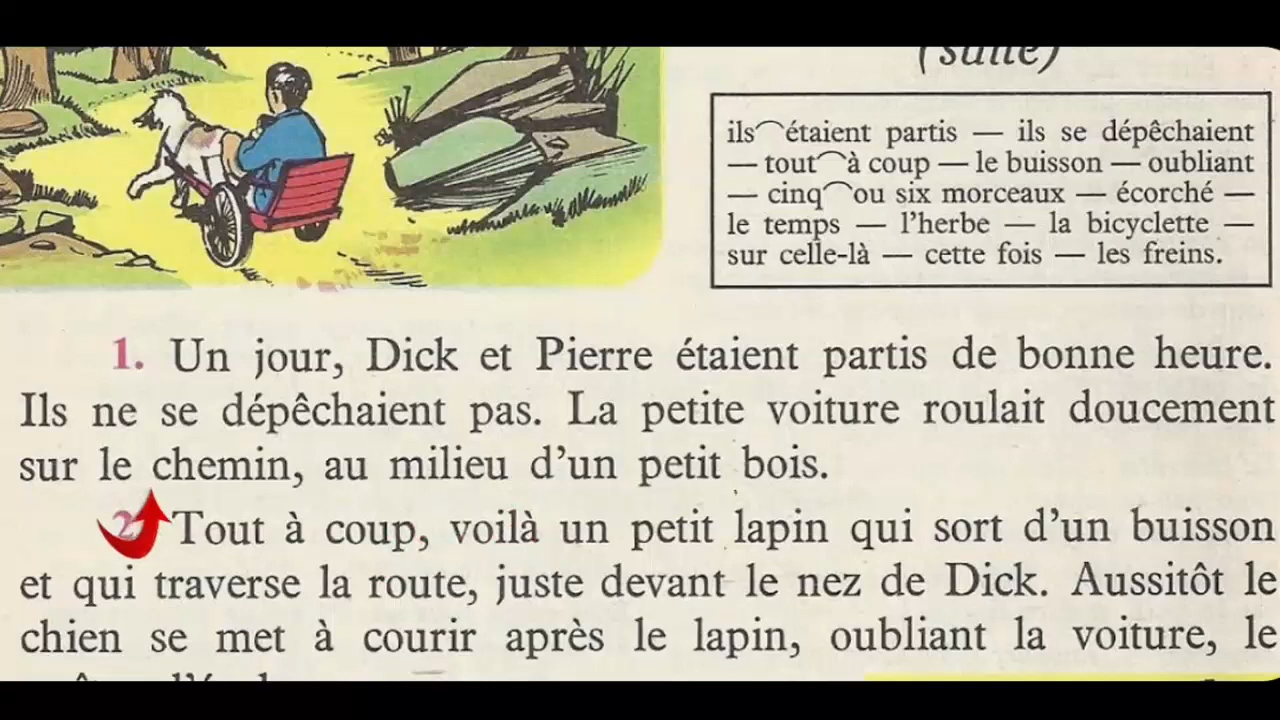 (suite)
ils étaient partis — ils se dépêchaient
— tout à coup — le buisson — oubliant
— cinq ou six morceaux — écorché —
le temps — l'herbe — la bicyclette —
sur celle-là — cette fois — les freins.
1. Un jour, Dick et Pierre étaient partis de bonne heure.
Ils ne se dépêchaient pas. La petite voiture roulait doucement
sur le chemin, au milieu d'un petit bois.
2. Tout à coup, voilà un petit lapin qui sort d'un buisson
et qui traverse la route, juste devant le nez de Dick. Aussitôt le
chien se met à courir après le lapin, oubliant la voiture, le